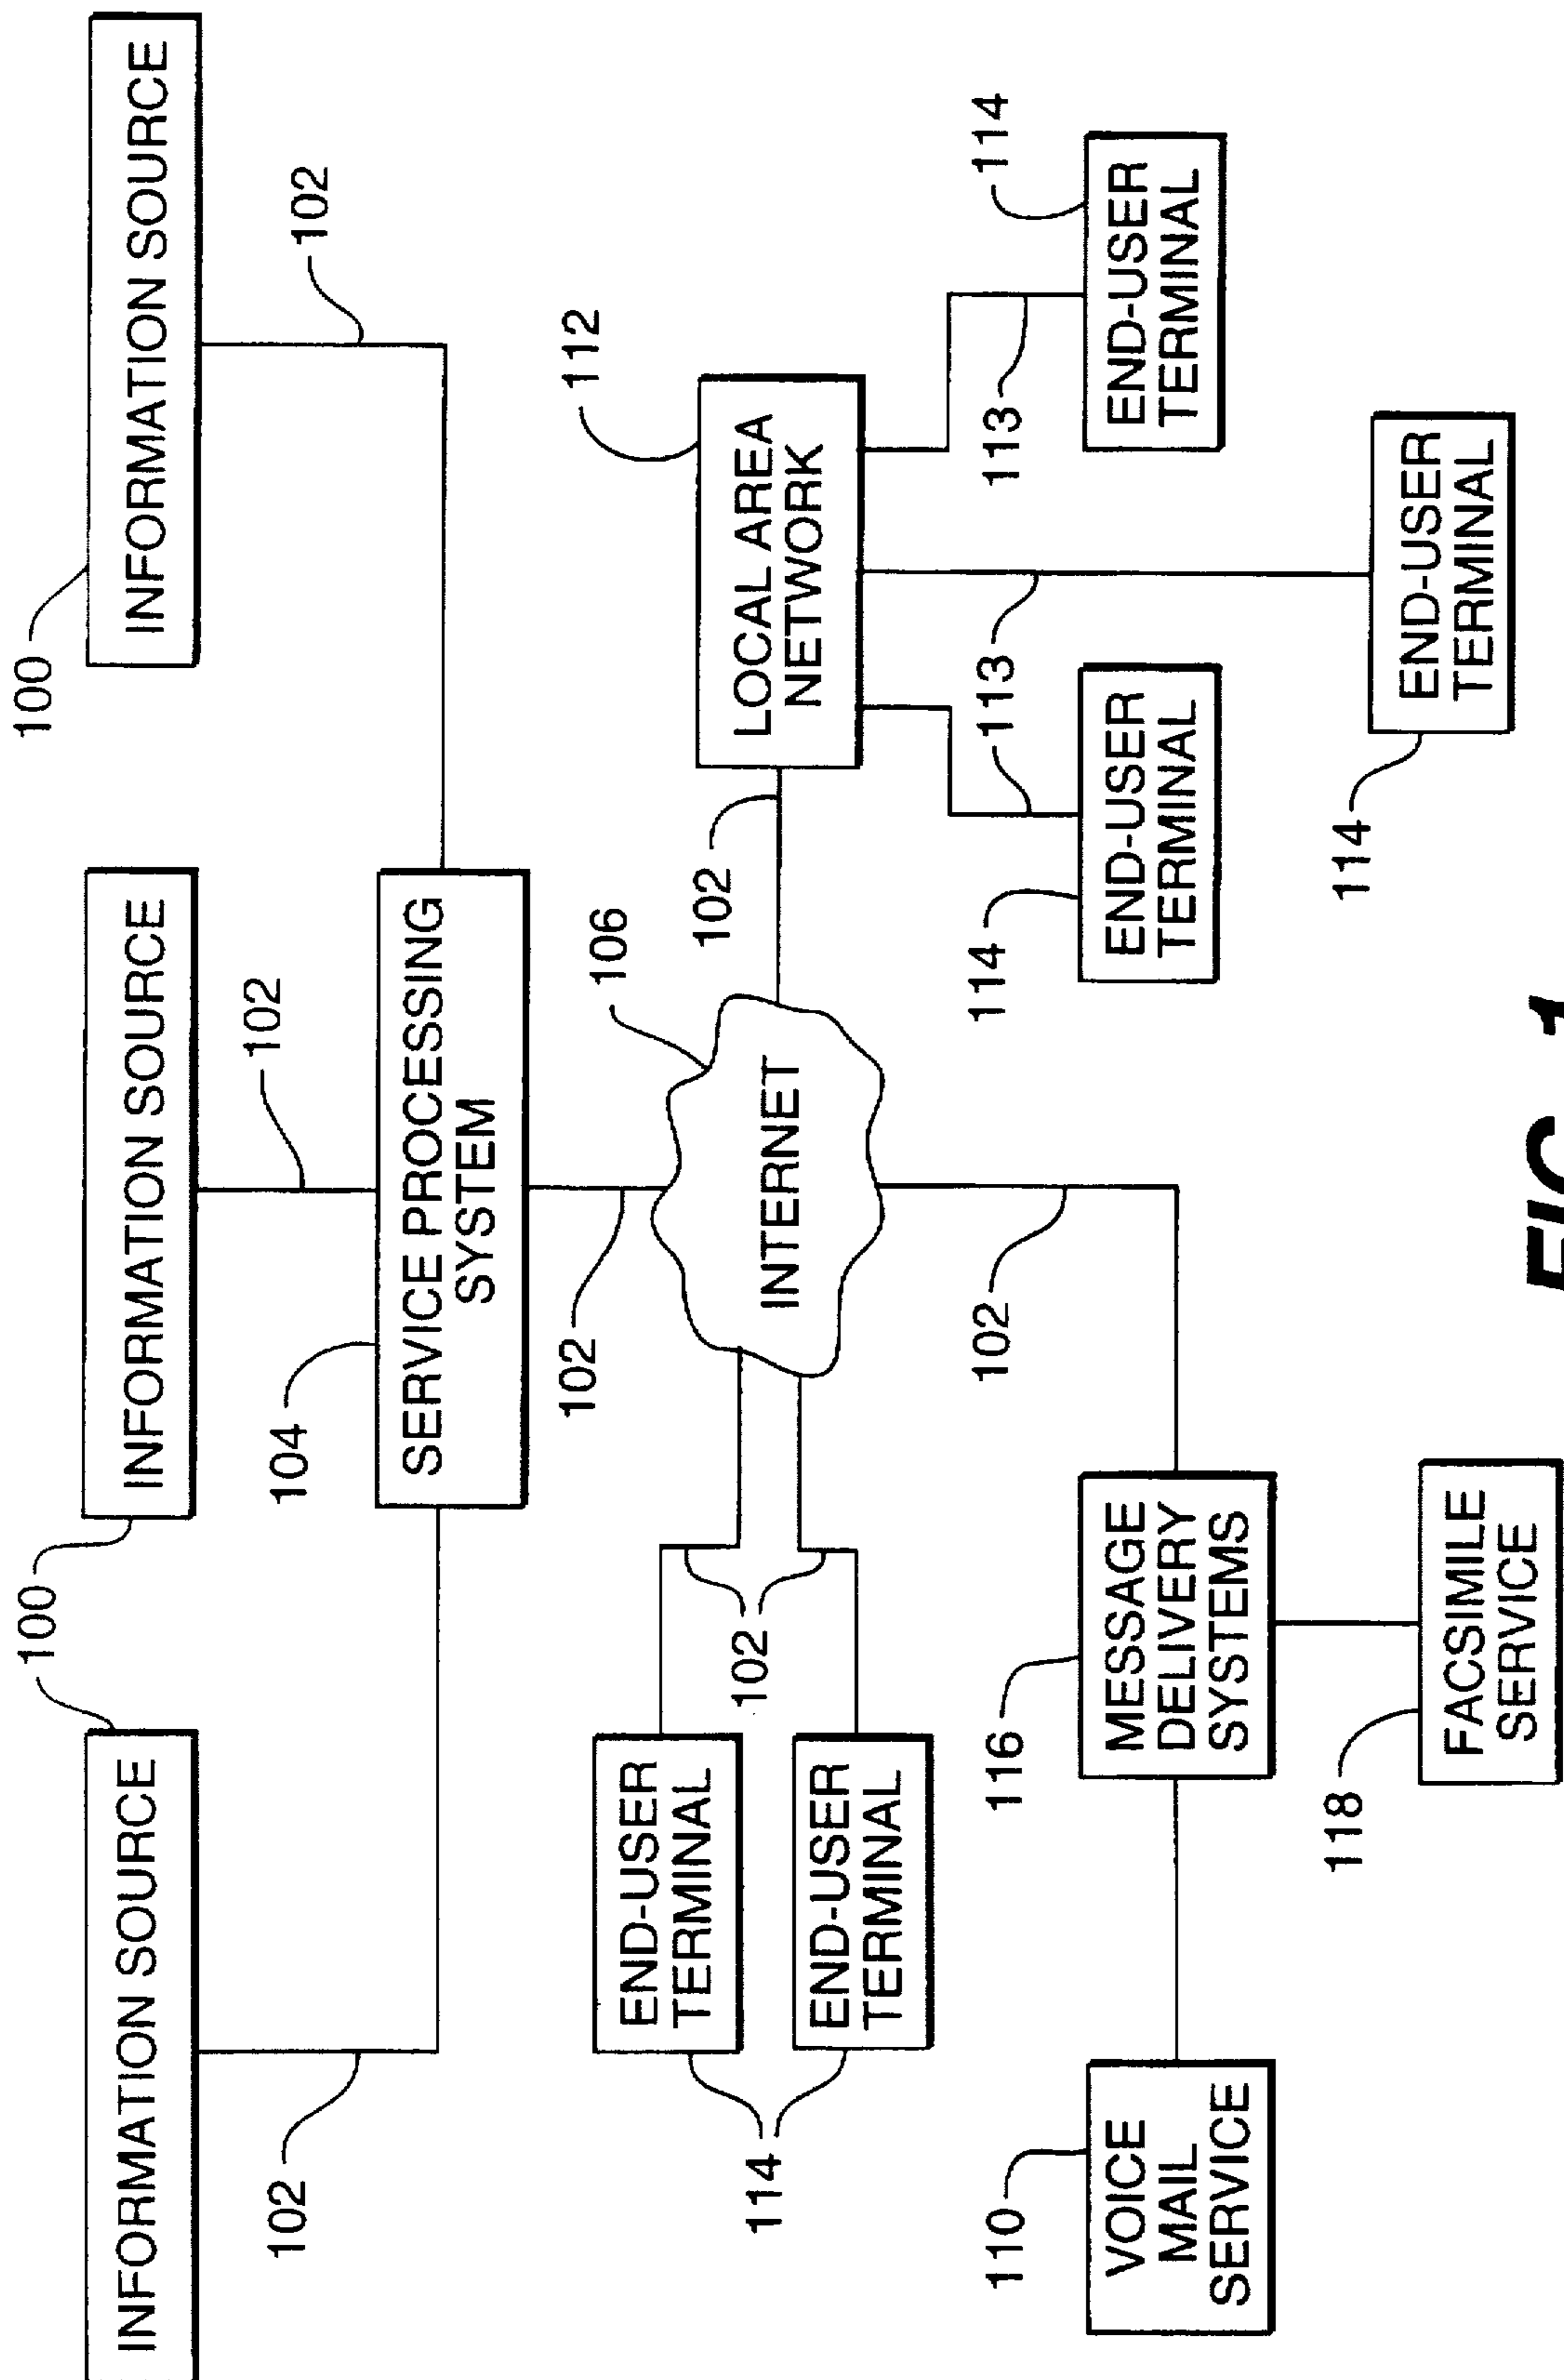 100
100
INFORMATION SOURCE
INFORMATION SOURCE
INFORMATION SOURCE
102
102
102
104
SERVICE PROCESSING
SYSTEM
102
106
112
END-USER
TERMINAL
102
102
LOCAL AREA
NETWORK
114
INTERNET
END-USER
TERMINAL
110
116
102
114
113
113
113
114
VOICE
MAIL
SERVICE
MESSAGE
DELIVERY
SYSTEMS
END-USER
TERMINAL
END-USER
TERMINAL
118
114
FACSIMILE
SERVICE
END-USER
TERMINAL
FIG. 1